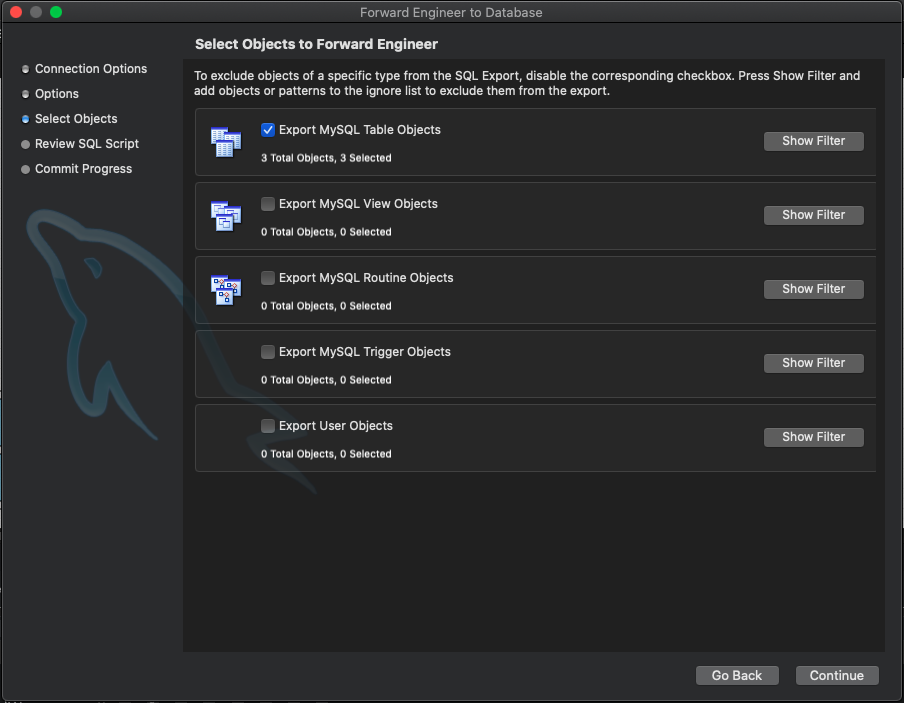 Forward Engineer to Database
Select Objects to Forward Engineer
Connection Options
Options
Select Objects
Review SQL Script
Commit Progress
To exclude objects of a specific type from the SQL Export, disable the corresponding checkbox. Press Show Filter and
add objects or patterns to the ignore list to exclude them from the export.
Export MySQL Table Objects
3 Total Objects, 3 Selected
Show Filter
Export MySQL View Objects
0 Total Objects, 0 Selected
Show Filter
Export MySQL Routine Objects
0 Total Objects, 0 Selected
Show Filter
Export MySQL Trigger Objects
0 Total Objects, 0 Selected
Show Filter
Export User Objects
0 Total Objects, 0 Selected
Show Filter
Go Back
Continue